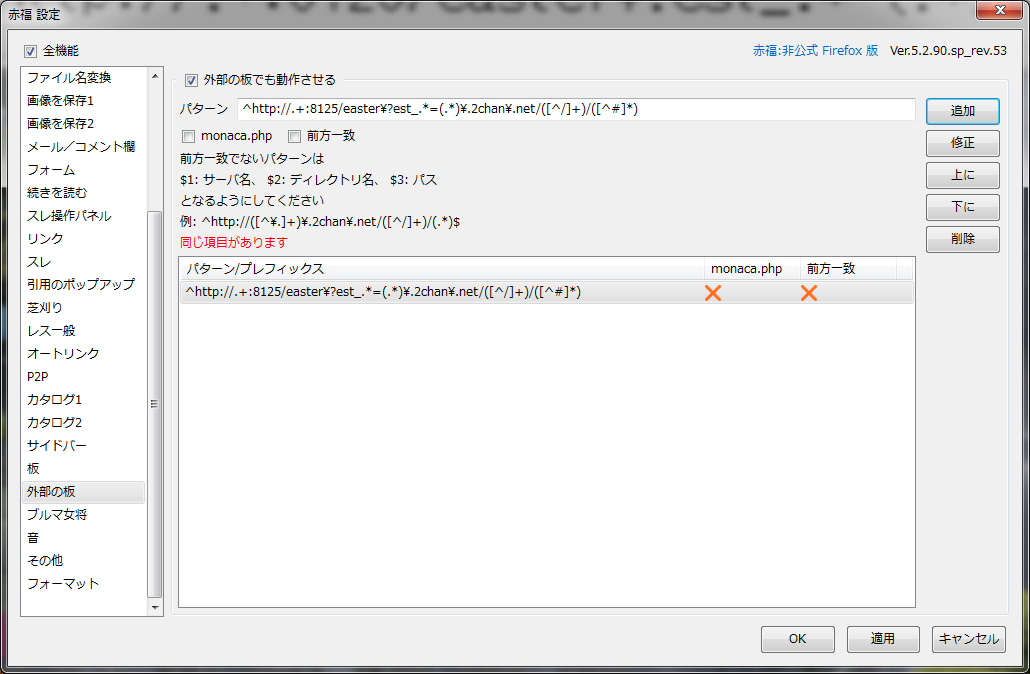 赤福 設定
全機能
赤福:非公式 Firefox 版 Ver.5.2.90.sp_rev.53
ファイル名変換
画像を保存1
画像を保存2
メール／コメント欄
フォーム
続きを読む
スレ操作パネル
リンク
スレ
引用のポップアップ
芝刈り
レス一般
オートリンク
P2P
カタログ1
カタログ2
サイドバー
板
外部の板
ブルマ女将
音
その他
フォーマット
外部の板でも動作させる
パターン ^http://.+:8125/easter¥?est_.*=(.*)¥.2chan¥.net/([^/]+)/([^#]*)
monaca.php 前方一致
前方一致でないパターンは
$1: サーバ名、 $2: ディレクトリ名、 $3: パス
となるようにしてください
例: ^http://([^¥.]+)¥.2chan¥.net/([^/]+)/(.*)$
同じ項目があります
パターン/プレフィックス monaca.php 前方一致
^http://.+:8125/easter¥?est_.*=(.*)¥.2chan¥.net/([^/]+)/([^#]*)
追加
修正
上に
下に
削除
OK 適用 キャンセル